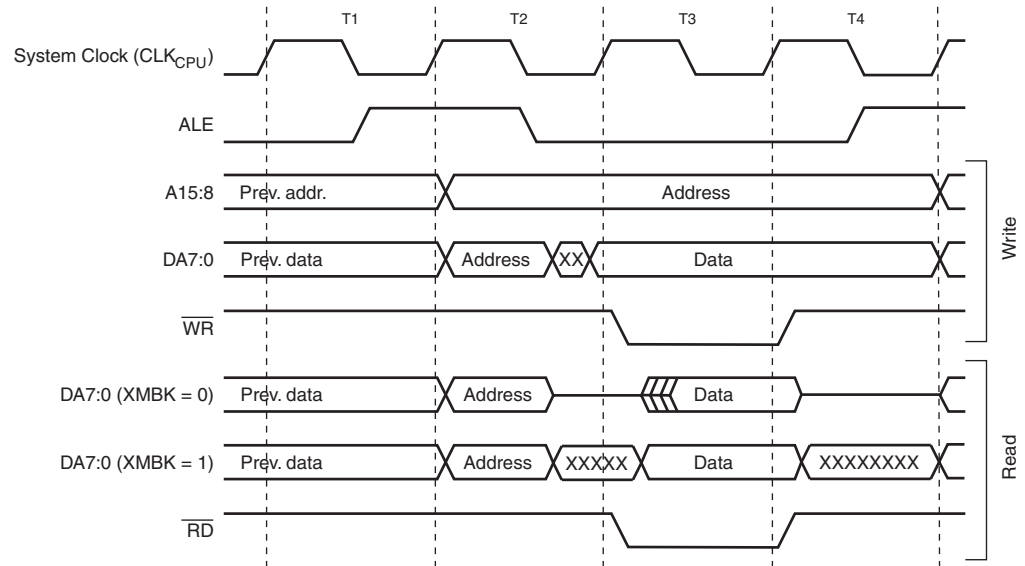 T1 T2 T3 T4
System Clock (CLKCPU)
ALE
A15:8 Prev. addr. Address
DA7:0 Prev. data Address XX Data
WR
Write
DA7:0 (XMBK = 0) Prev. data Address Data
DA7:0 (XMBK = 1) Prev. data Address XXXXX Data XXXXXXXX
RD
Read